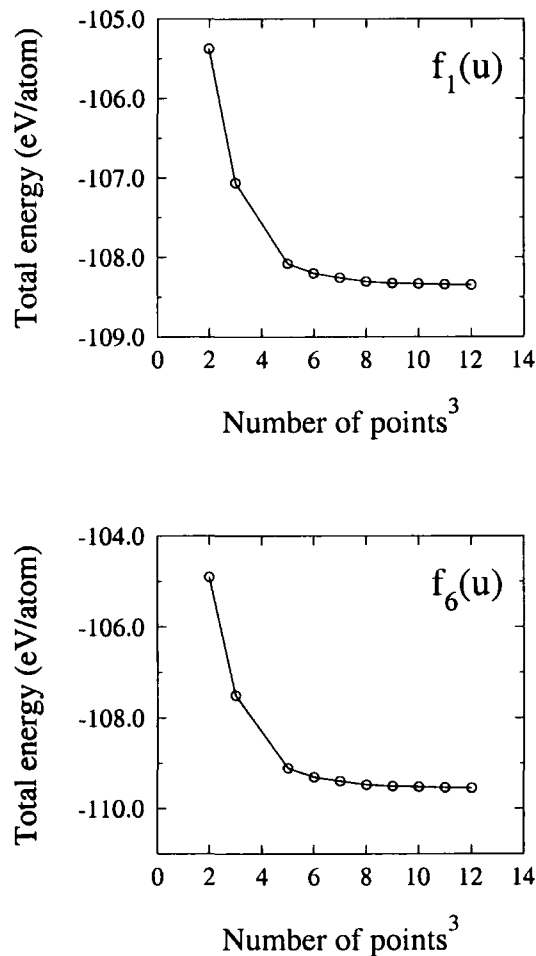 -105.0
-106.0
-107.0
-108.0
-109.0
Total energy (eV/atom)
f1(u)
0 2 4 6 8 10 12 14
Number of points3
-104.0
-106.0
-108.0
-110.0
Total energy (eV/atom)
f6(u)
0 2 4 6 8 10 12 14
Number of points3